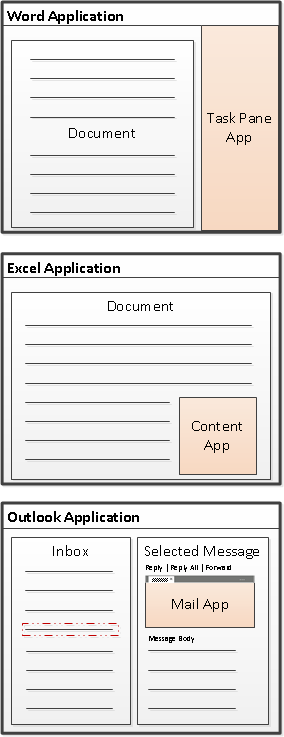 Word Application
Document
Task Pane
App
Excel Application
Document
Content
App
Outlook Application
Inbox
Selected Message
Reply | Reply All | Forward
Mail App
Message Body